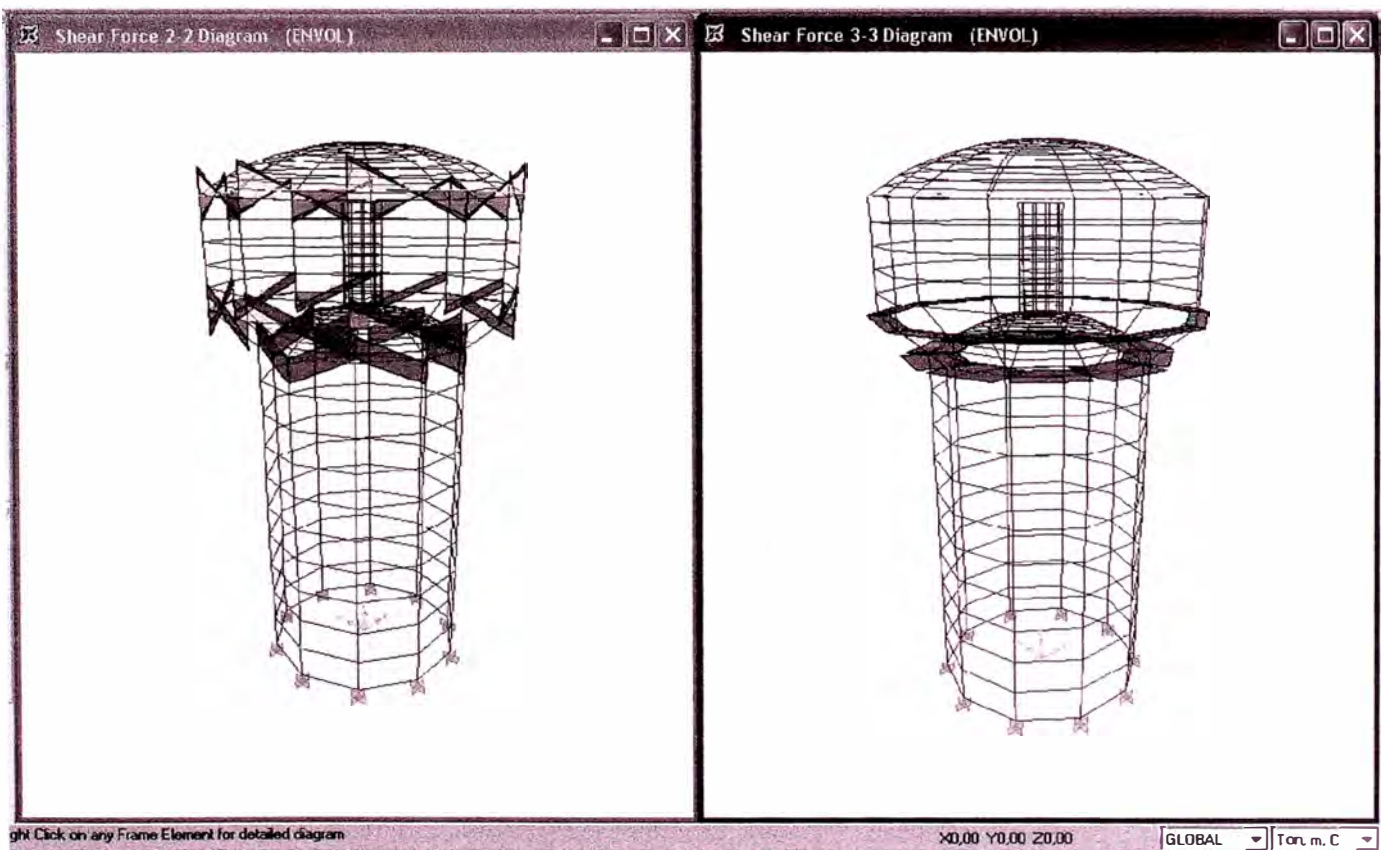 Shear Force 2-2 Diagram (ENVOL)
Shear Force 3-3 Diagram (ENVOL)
ght Click on any Frame Element for detailed diagram
X0,00 Y0,00 Z0,00
GLOBAL
Ton, m, C